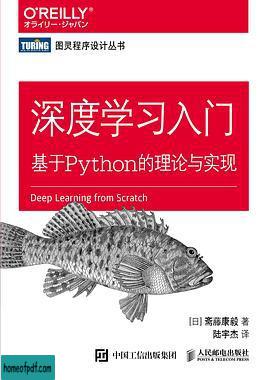 O'REILLY®
オライリー・ジャパン
TURING
图灵程序设计丛书
深度学习入门
基于Python的理论与实现
Deep Learning from Scratch
[日] 斋藤康毅 著
陆宇杰 译
homeofpdf.com
中国工信出版集团
人民邮电出版社